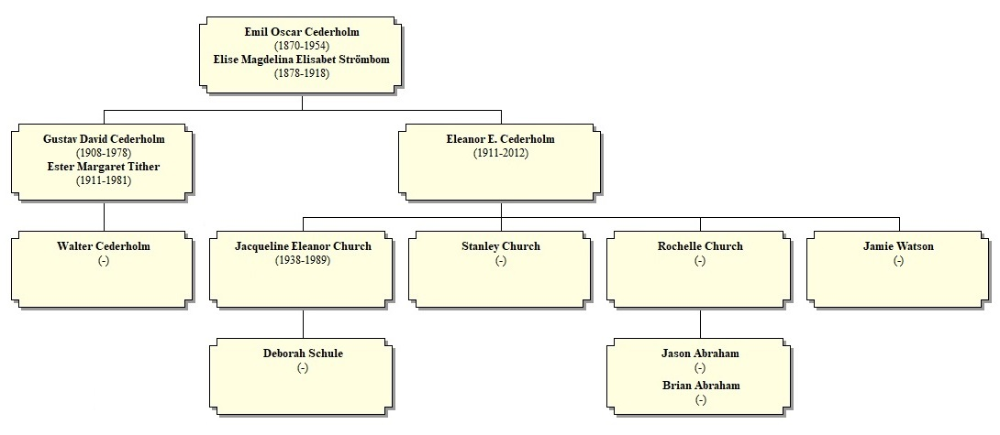 Emil Oscar Cederholm
(1870-1954)
Elise Magdelina Elisabet Strömbom
(1878-1918)
Gustav David Cederholm
(1908-1978)
Ester Margaret Tither
(1911-1981)
Eleanor E. Cederholm
(1911-2012)
Walter Cederholm
(-)
Jacqueline Eleanor Church
(1938-1989)
Stanley Church
(-)
Rochelle Church
(-)
Jamie Watson
(-)
Deborah Schule
(-)
Jason Abraham
(-)
Brian Abraham
(-)